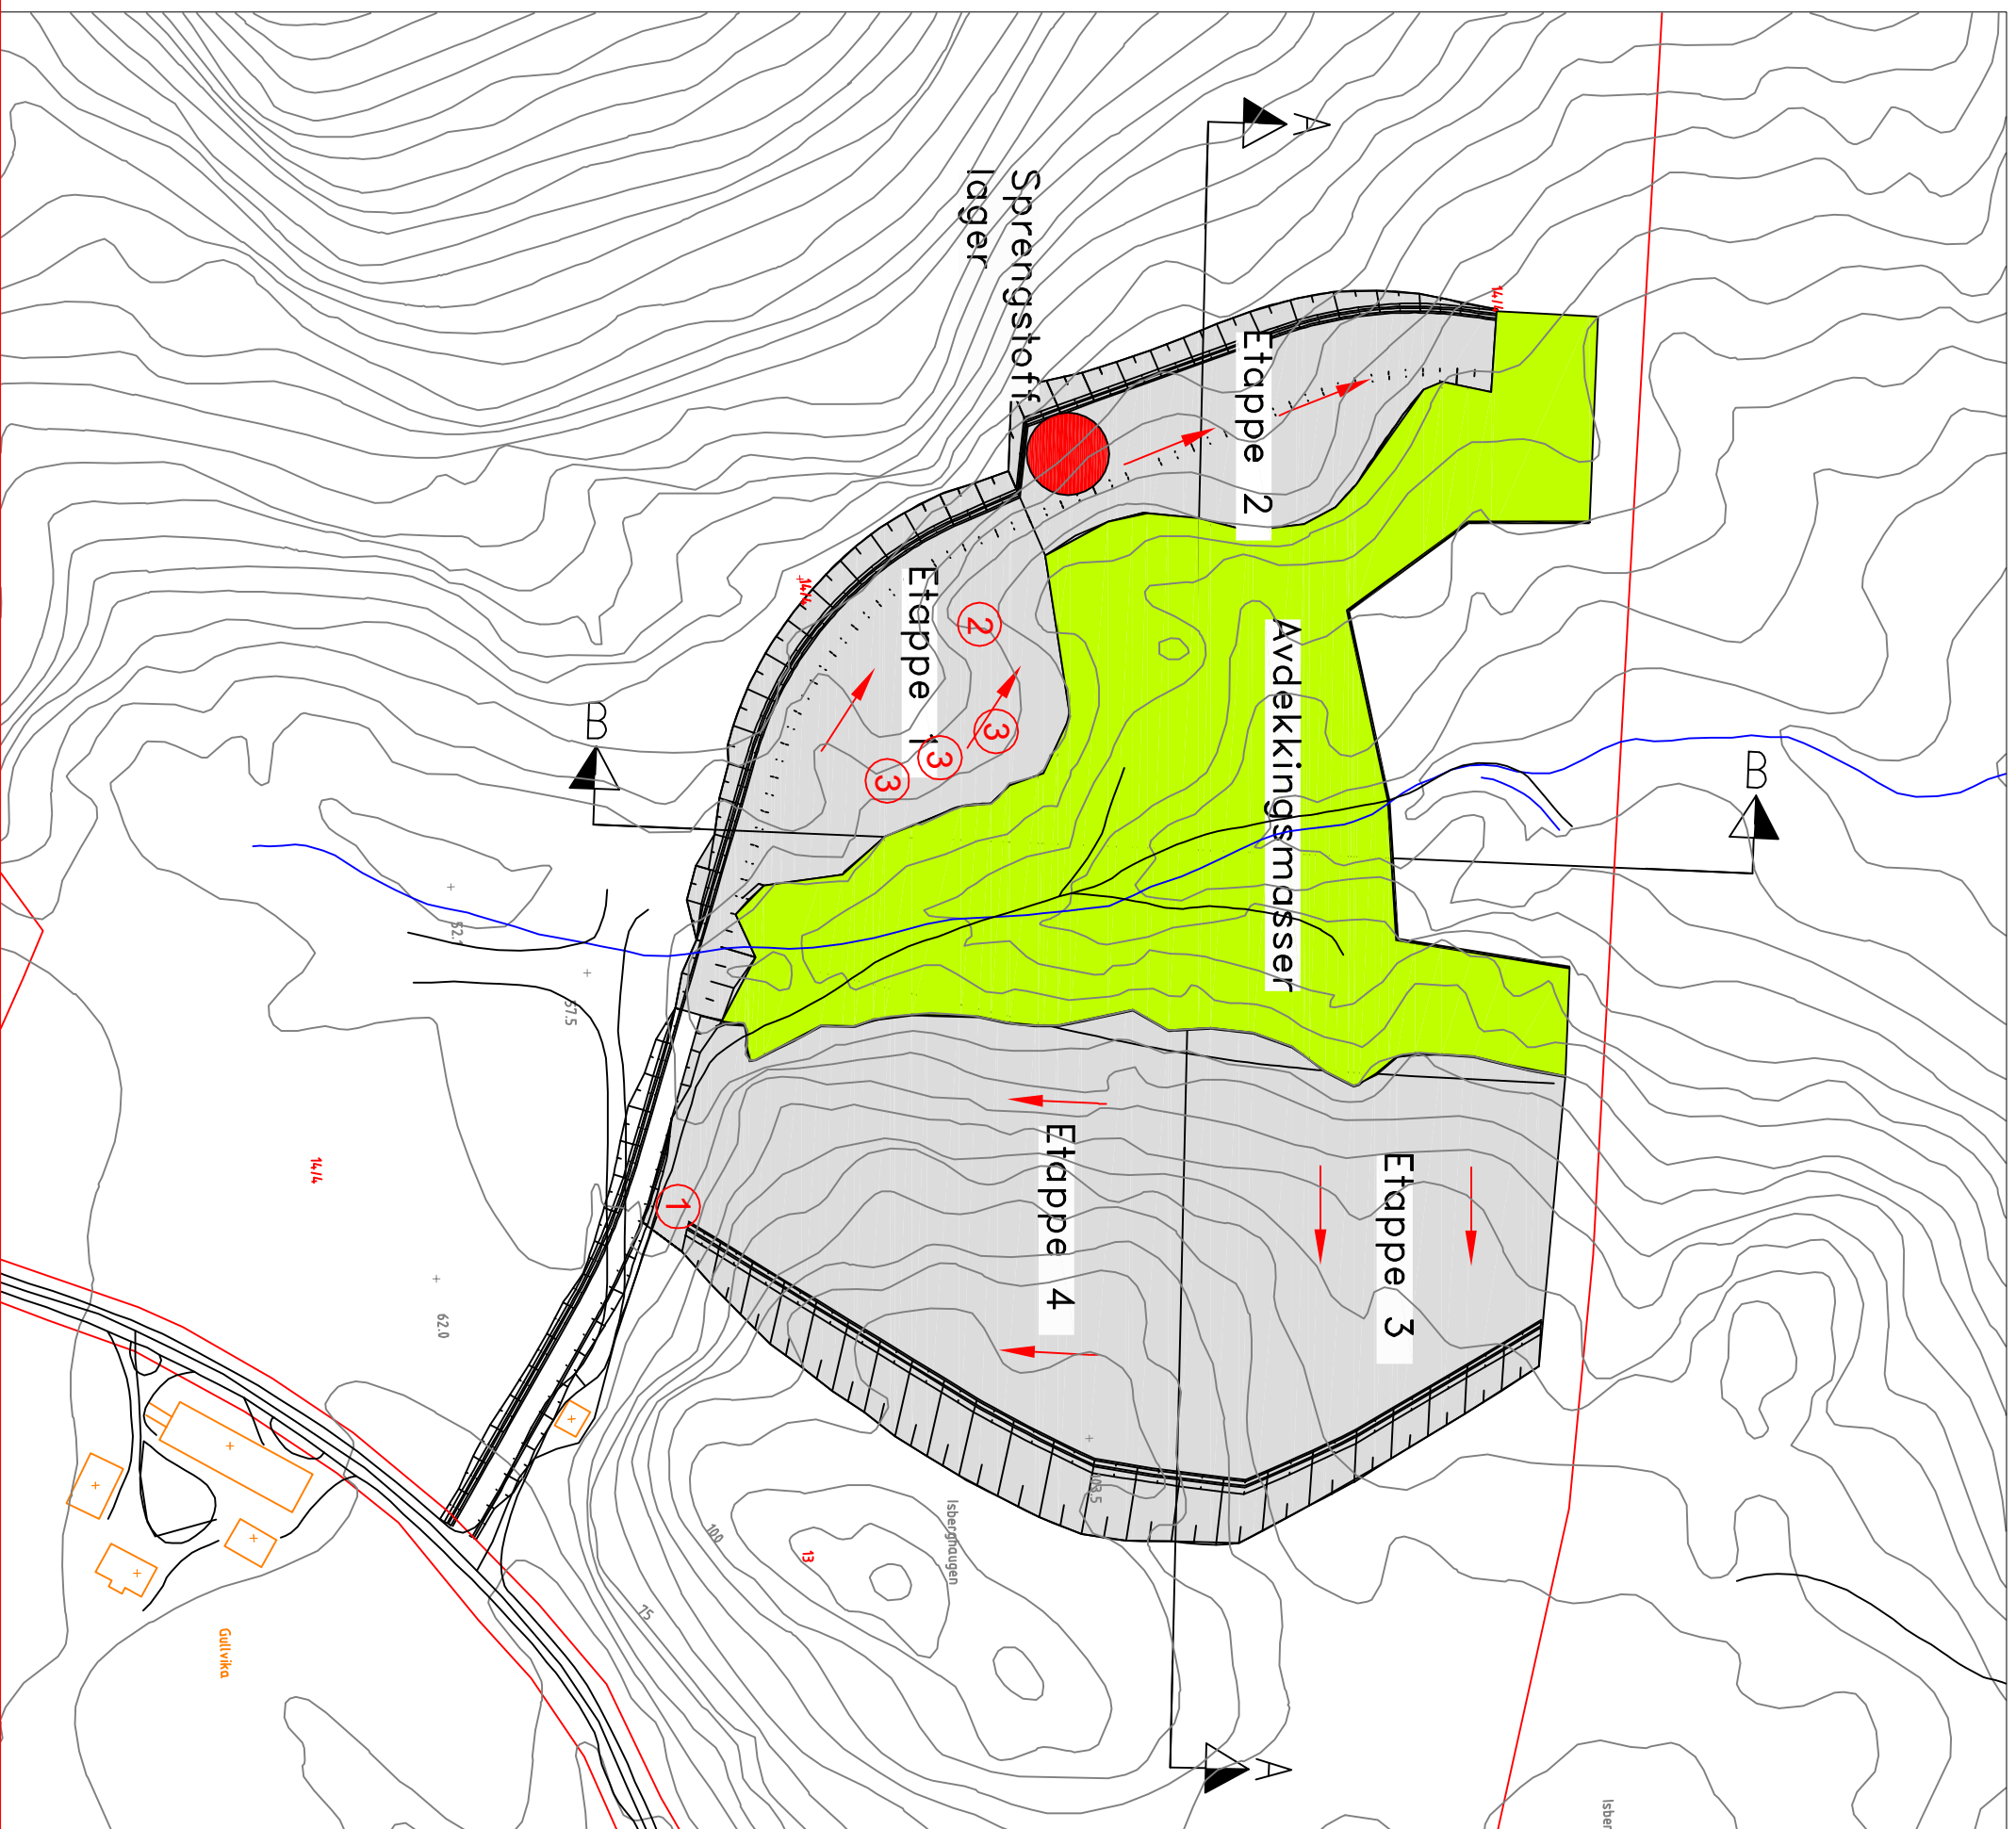 A
Sprengstoff
lager
14/4
Etappe 2
14/4
Etappe 1
2
3
3
3
B
B
Avdekkingsmasser
57.5
14/4
1
Etappe 4
Etappe 3
62.0
100
Isberghaugen
13
75
Gullvika
A